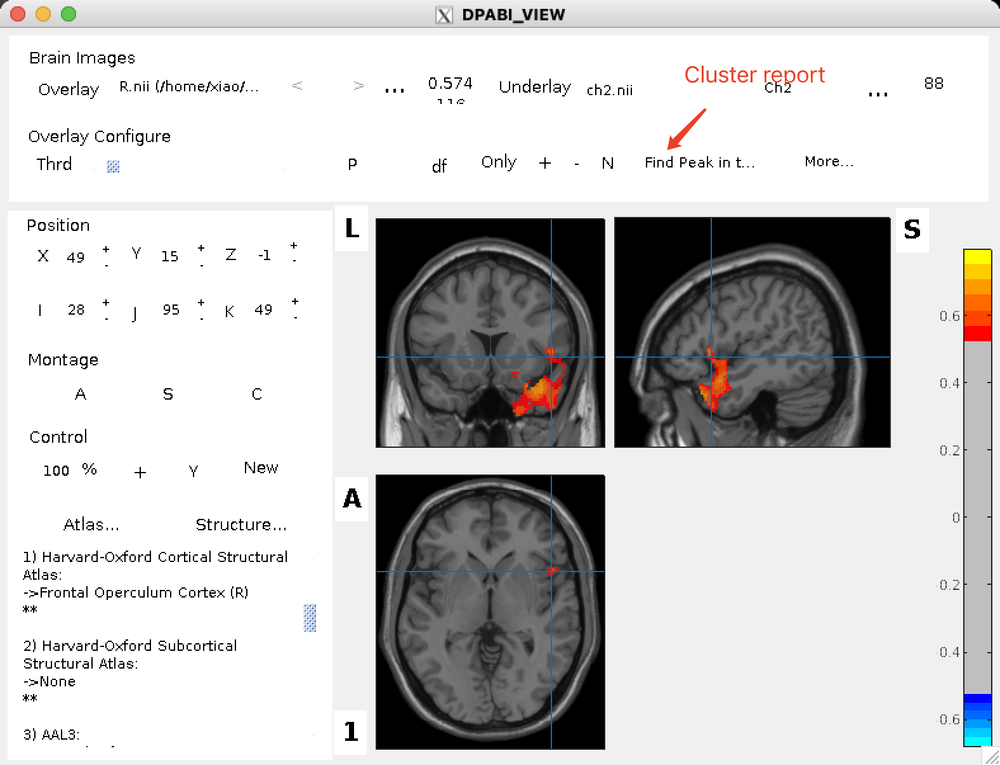 DPABI_VIEW
Brain Images
Overlay R.nii (/home/xiao/... < > ... 0.574 Underlay ch2.nii Ch2 ... 88
Cluster report
Overlay Configure
Thrd P df Only + - N Find Peak in t... More...
Position
X 49 + - Y 15 + - Z -1 + -
I 28 + - J 95 + - K 49 + -
Montage
A S C
Control
100 % + Y New
Atlas... Structure...
1) Harvard-Oxford Cortical Structural
Atlas:
->Frontal Operculum Cortex (R)
**
2) Harvard-Oxford Subcortical
Structural Atlas:
->None
**
3) AAL3:
L
S
A
1
0.6
0.4
0.2
0
-0.2
-0.4
-0.6